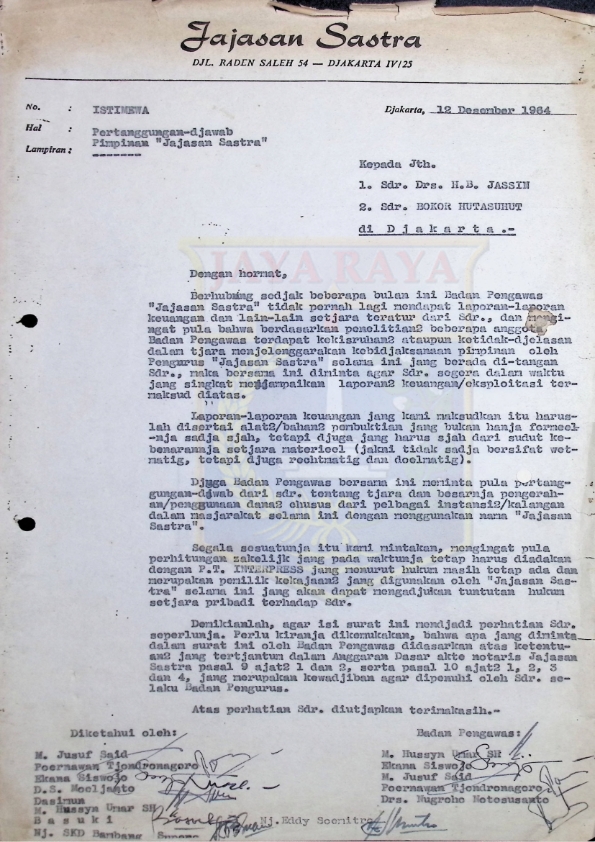 Jajasan Sastra
DJL. RADEN SALEH 54 — DJAKARTA IV/25
No. : ISTIMEWA
Djakarta, 12 Desember 1964
Hal : Pertanggungan-djawab
Pimpinan "Jajasan Sastra"
Lampiran : -------
Kepada Jth.
1. Sdr. Drs. H.B. JASSIN
2. Sdr. BOKOR HUTASUHUT
di D j a k a r t a .-
JAYA RAYA
Dengan hormat,
Berhubung sedjak beberapa bulan ini Badan Pengawas
"Jajasan Sastra" tidak pernah lagi mendapat laporan-laporan
keuangan dan lain-lain setjara teratur dari Sdr., dan mengi-
ngat pula bahwa berdasarkan penelitian2 beberapa anggota
Badan Pengawas terdapat kekisruhan2 ataupun ketidak-djelasan
dalam tjara menjelenggarakan kebidjaksanaan pimpinan oleh
Pengurus "Jajasan Sastra" selama ini jang berada di-tangan
Sdr., maka bersama ini diminta agar Sdr. segera dalam waktu
jang singkat menjampaikan laporan2 keuangan/eksploitasi ter-
maksud diatas.
Laporan-laporan keuangan jang kami maksudkan itu harus-
lah disertai alat2/bahan2 pembuktian jang bukan hanja formeel
-nja sadja sjah, tetapi djuga jang harus sjah dari sudut ke-
benarannja setjara materieel (jakni tidak sadja bersifat wet-
matig, tetapi djuga rechtmatig dan doelmatig).
Djuga Badan Pengawas bersama ini meminta pula pertang-
gungan-djawab dari sdr. tentang tjara dan besarnja pengerah-
an/penggunaan dana2 chusus dari pelbagai instansi2/kalangan
dalam masjarakat selama ini dengan menggunakan nama "Jajasan
Sastra".
Segala sesuatunja itu kami mintakan, mengingat pula
perhitungan zakelijk jang pada waktunja tetap harus diadakan
dengan P.T. INTERPRESS jang menurut hukum masih tetap ada dan
merupakan pemilik kekajaan2 jang digunakan oleh "Jajasan Sas-
tra" selama ini jang akan dapat mengadjukan tuntutan hukum
setjara pribadi terhadap Sdr.
Demikianlah, agar isi surat ini mendjadi perhatian Sdr.
seperlunja. Perlu kiranja dikemukakan, bahwa apa jang diminta
dalam surat ini oleh Badan Pengawas didasarkan atas ketentu-
an2 jang tertjantum dalam Anggaran Dasar akte notaris Jajasan
Sastra pasal 9 ajat2 1 dan 2, serta pasal 10 ajat2 1, 2, 3
dan 4, jang merupakan kewadjiban agar dipenuhi oleh Sdr. se-
laku Badan Pengurus.
Atas perhatian Sdr. diutjapkan terimakasih.-
Diketahui oleh:
M. Jusuf Said
Poernawan Tjondronagoro
Ekana Siswojo
D.S. Moeljanto
Dasimun
M. Hussyn Umar SH
B a s u k i
Nj. SKD Bambang
Nj. Eddy Soemitro
Badan Pengawas:
M. Hussyn Umar SH
Ekana Siswojo
M. Jusuf Said
Poernawan Tjondronagoro
Drs. Nugroho Notosusanto